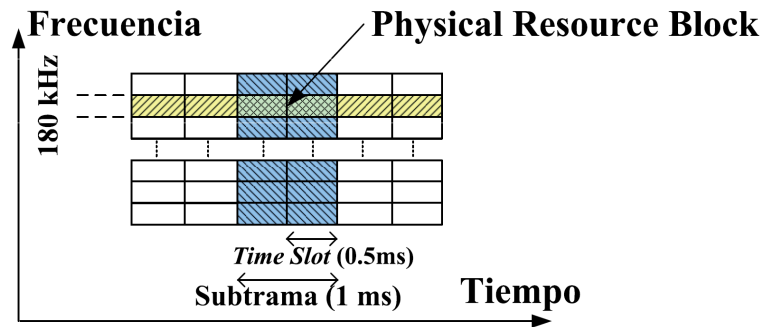 Frecuencia
Physical Resource Block
180 kHz
Time Slot (0.5ms)
Subtrama (1 ms)
Tiempo